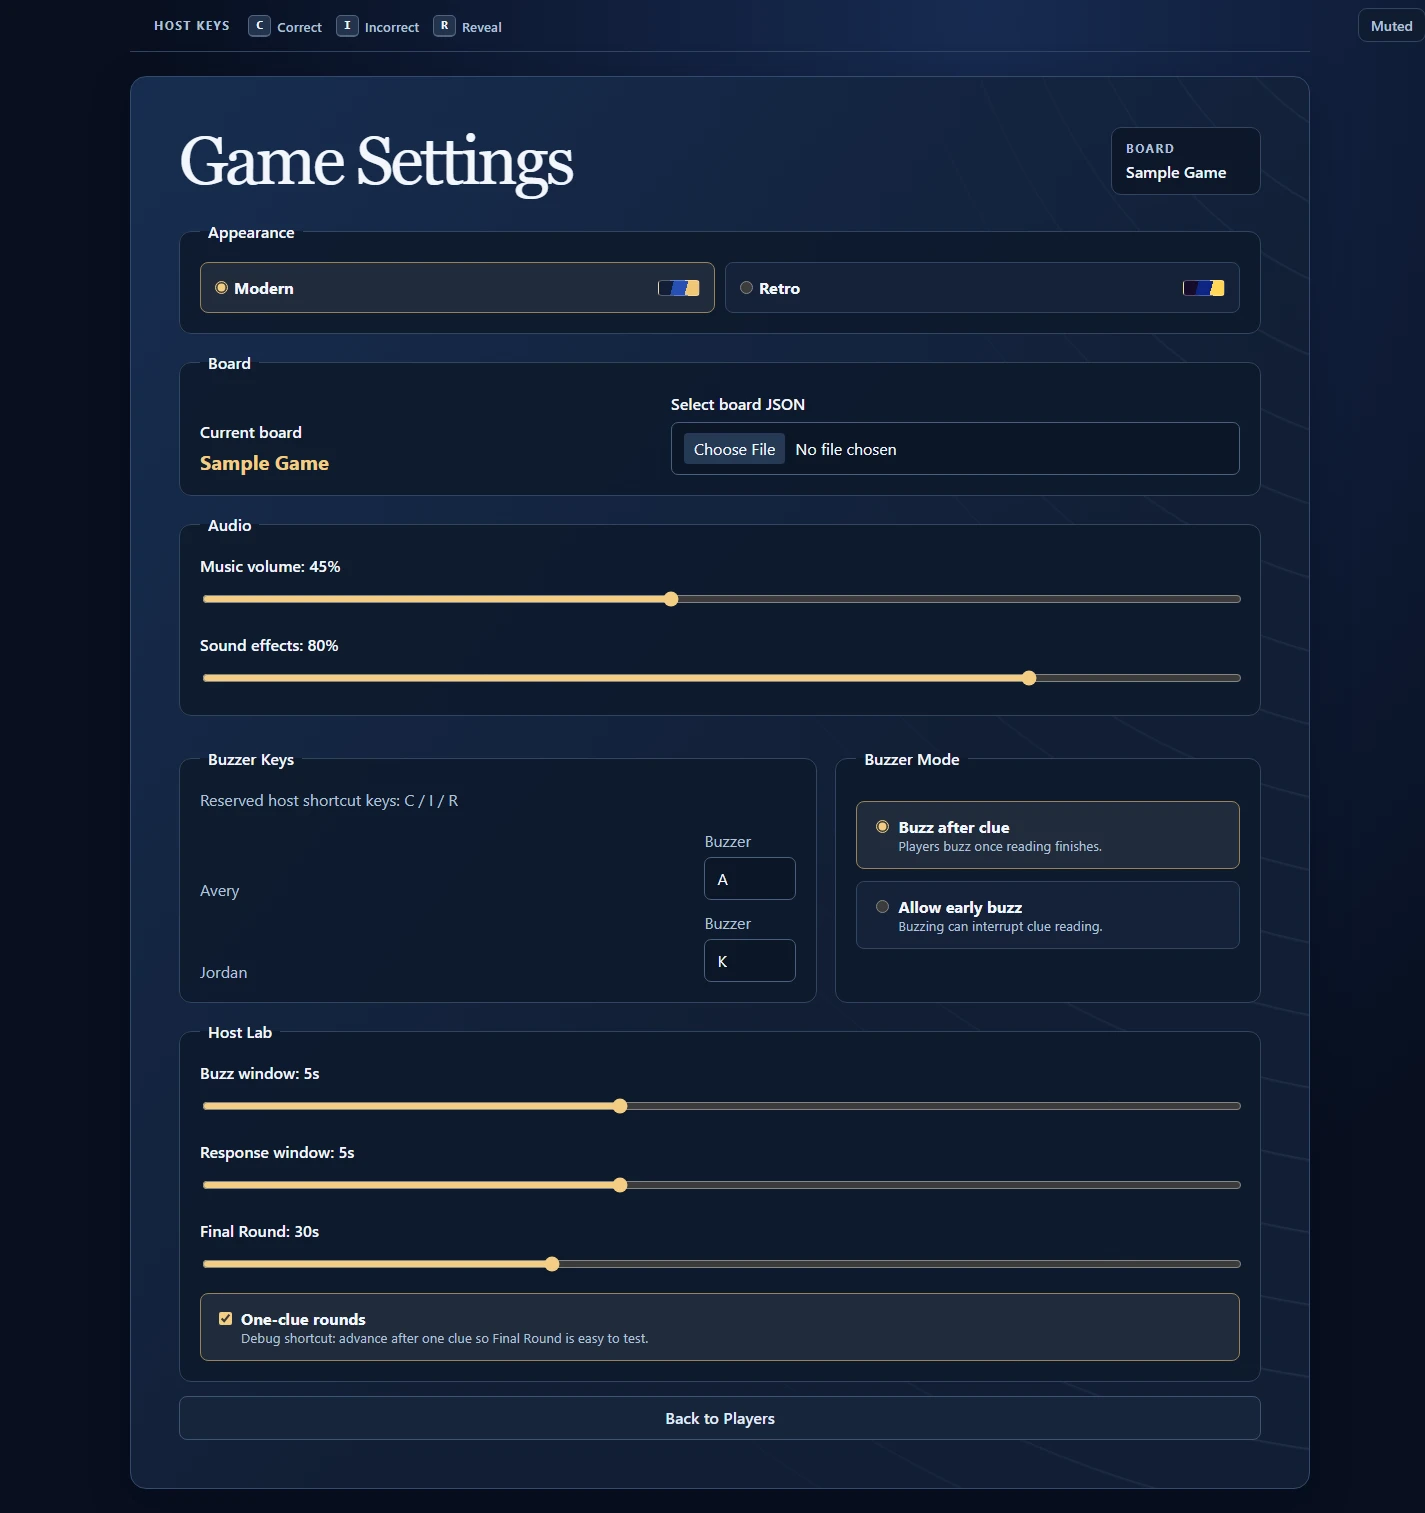 HOST KEYS C Correct I Incorrect R Reveal
Muted
Game Settings
BOARD
Sample Game
Appearance
Modern
Retro
Board
Current board
Sample Game
Select board JSON
Choose File No file chosen
Audio
Music volume: 45%
Sound effects: 80%
Buzzer Keys
Reserved host shortcut keys: C / I / R
Avery
Buzzer
A
Jordan
Buzzer
K
Buzzer Mode
Buzz after clue
Players buzz once reading finishes.
Allow early buzz
Buzzing can interrupt clue reading.
Host Lab
Buzz window: 5s
Response window: 5s
Final Round: 30s
One-clue rounds
Debug shortcut: advance after one clue so Final Round is easy to test.
Back to Players